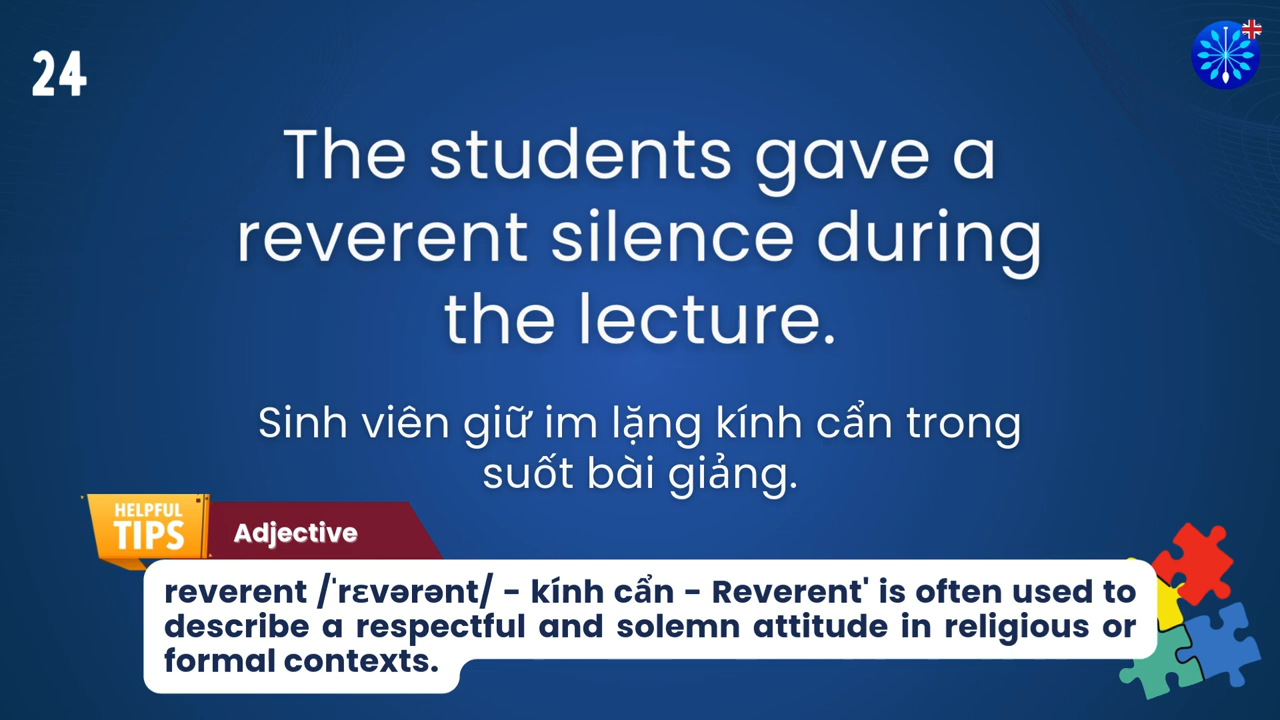 24
The students gave a
reverent silence during
the lecture.
Sinh viên giữ im lặng kính cẩn trong
suốt bài giảng.
HELPFUL
TIPS
Adjective
reverent /ˈrɛvərənt/ - kính cẩn - Reverent' is often used to
describe a respectful and solemn attitude in religious or
formal contexts.